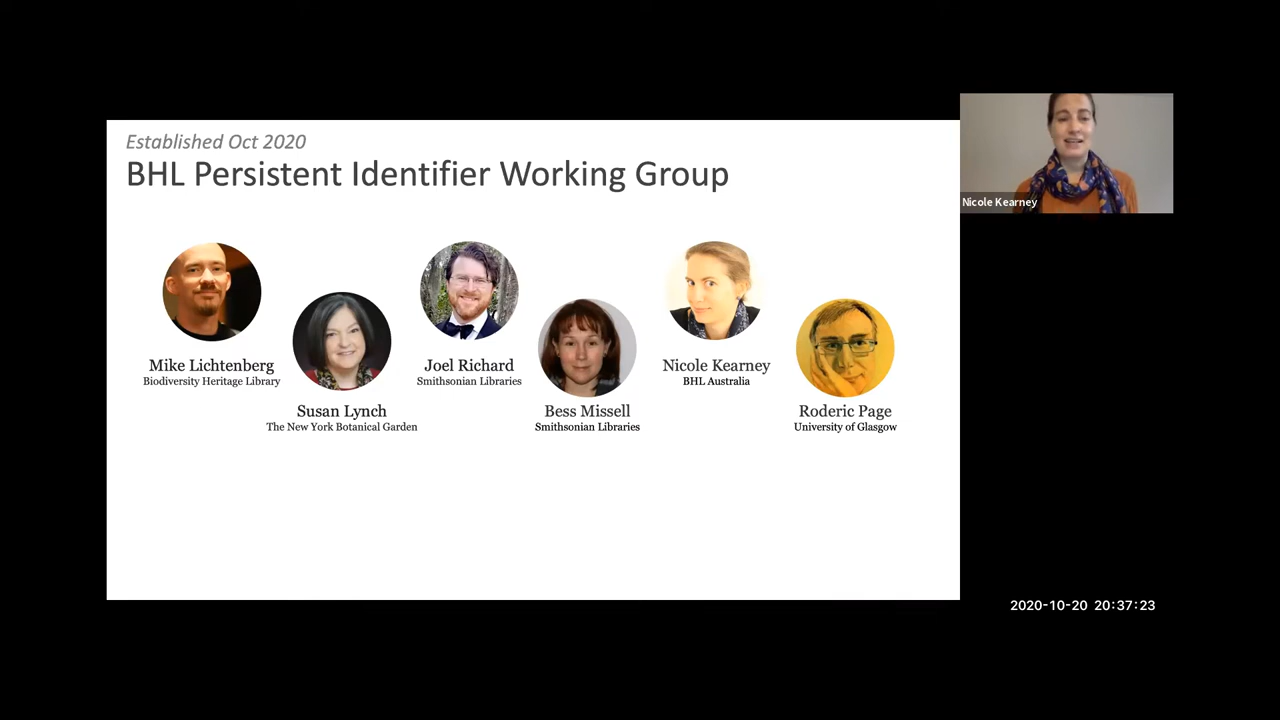 Established Oct 2020
BHL Persistent Identifier Working Group
Nicole Kearney
Mike Lichtenberg
Biodiversity Heritage Library
Susan Lynch
The New York Botanical Garden
Joel Richard
Smithsonian Libraries
Bess Missell
Smithsonian Libraries
Nicole Kearney
BHL Australia
Roderic Page
University of Glasgow
2020-10-20 20:37:23